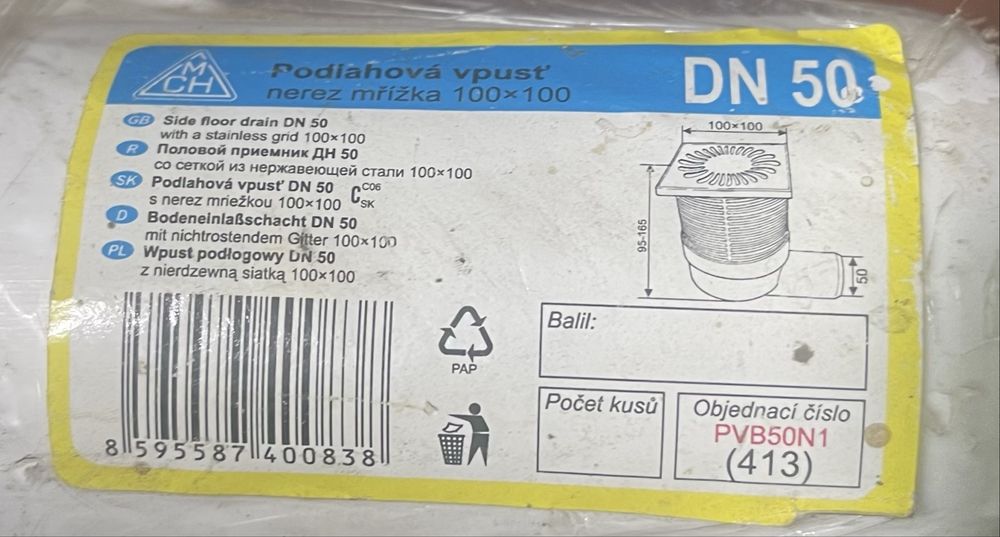 MCH
Podlahová vpusť
nerez mřížka 100×100
DN 50
GB Side floor drain DN 50
with a stainless grid 100×100
R Половой приемник ДН 50
со сеткой из нержавеющей стали 100×100
SK Podlahová vpusť DN 50
s nerez mriežkou 100×100 C C06 SK
D Bodeneinlaßschacht DN 50
mit nichtrostendem Gitter 100×100
PL Wpust podłogowy DN 50
z nierdzewną siatką 100×100
100×100
95-165
50
8 595587 400838
PAP
Balil:
Počet kusů
Objednací číslo
PVB50N1
(413)